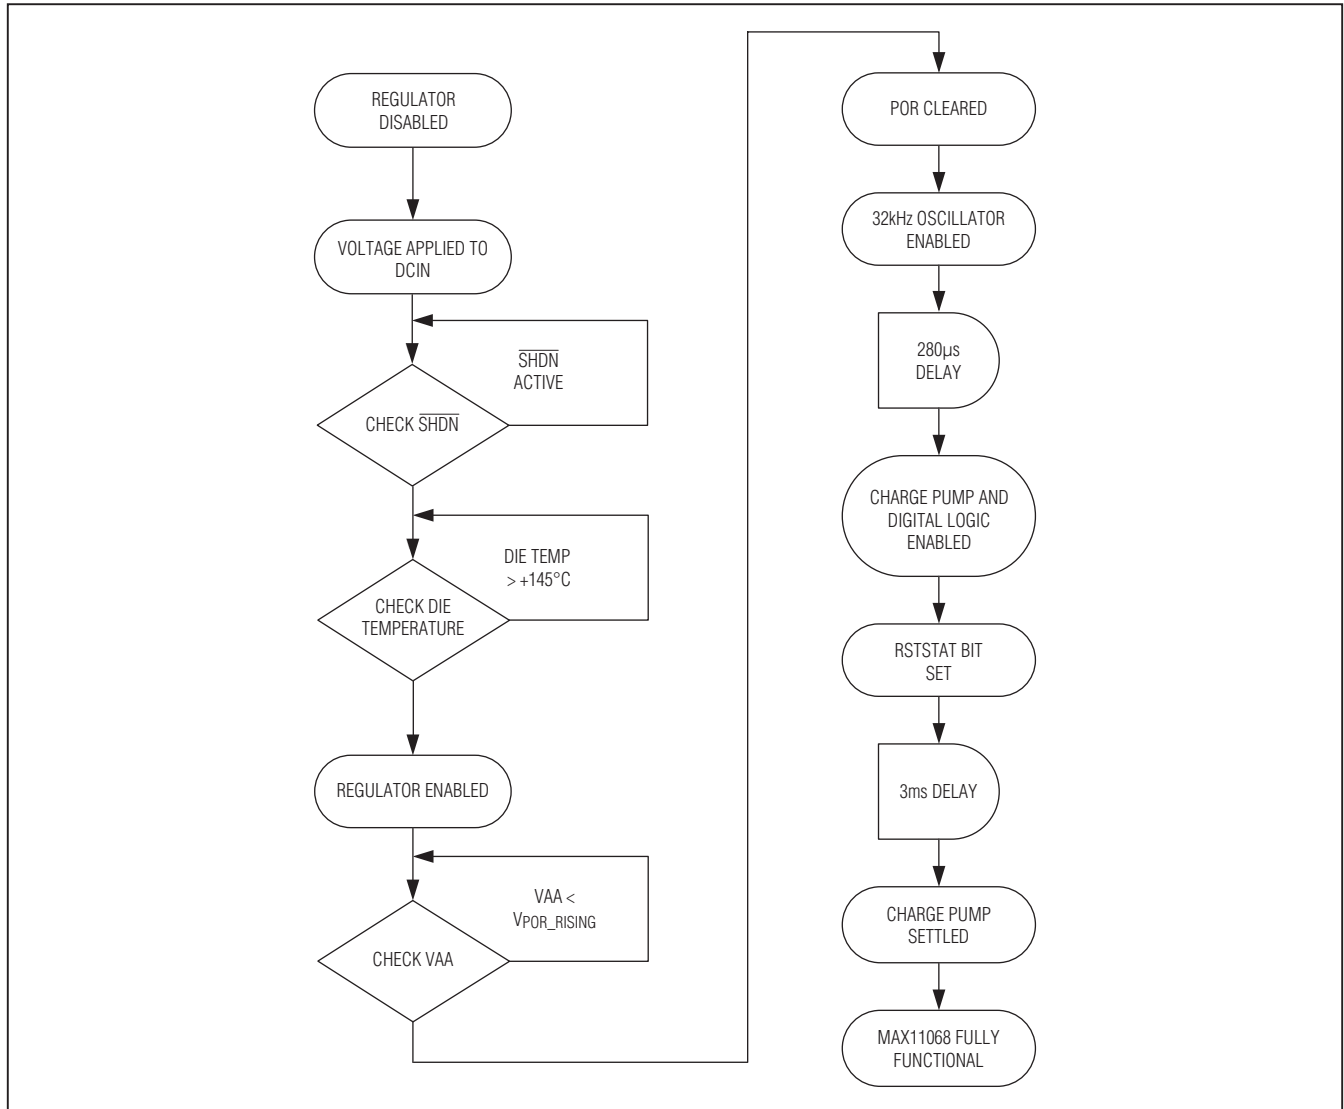 REGULATOR
DISABLED
VOLTAGE APPLIED TO
DCIN
SHDN
ACTIVE
CHECK SHDN
DIE TEMP
> +145°C
CHECK DIE
TEMPERATURE
REGULATOR ENABLED
VAA <
VPOR_RISING
CHECK VAA
POR CLEARED
32kHz OSCILLATOR
ENABLED
280µs
DELAY
CHARGE PUMP AND
DIGITAL LOGIC
ENABLED
RSTSTAT BIT
SET
3ms DELAY
CHARGE PUMP
SETTLED
MAX11068 FULLY
FUNCTIONAL